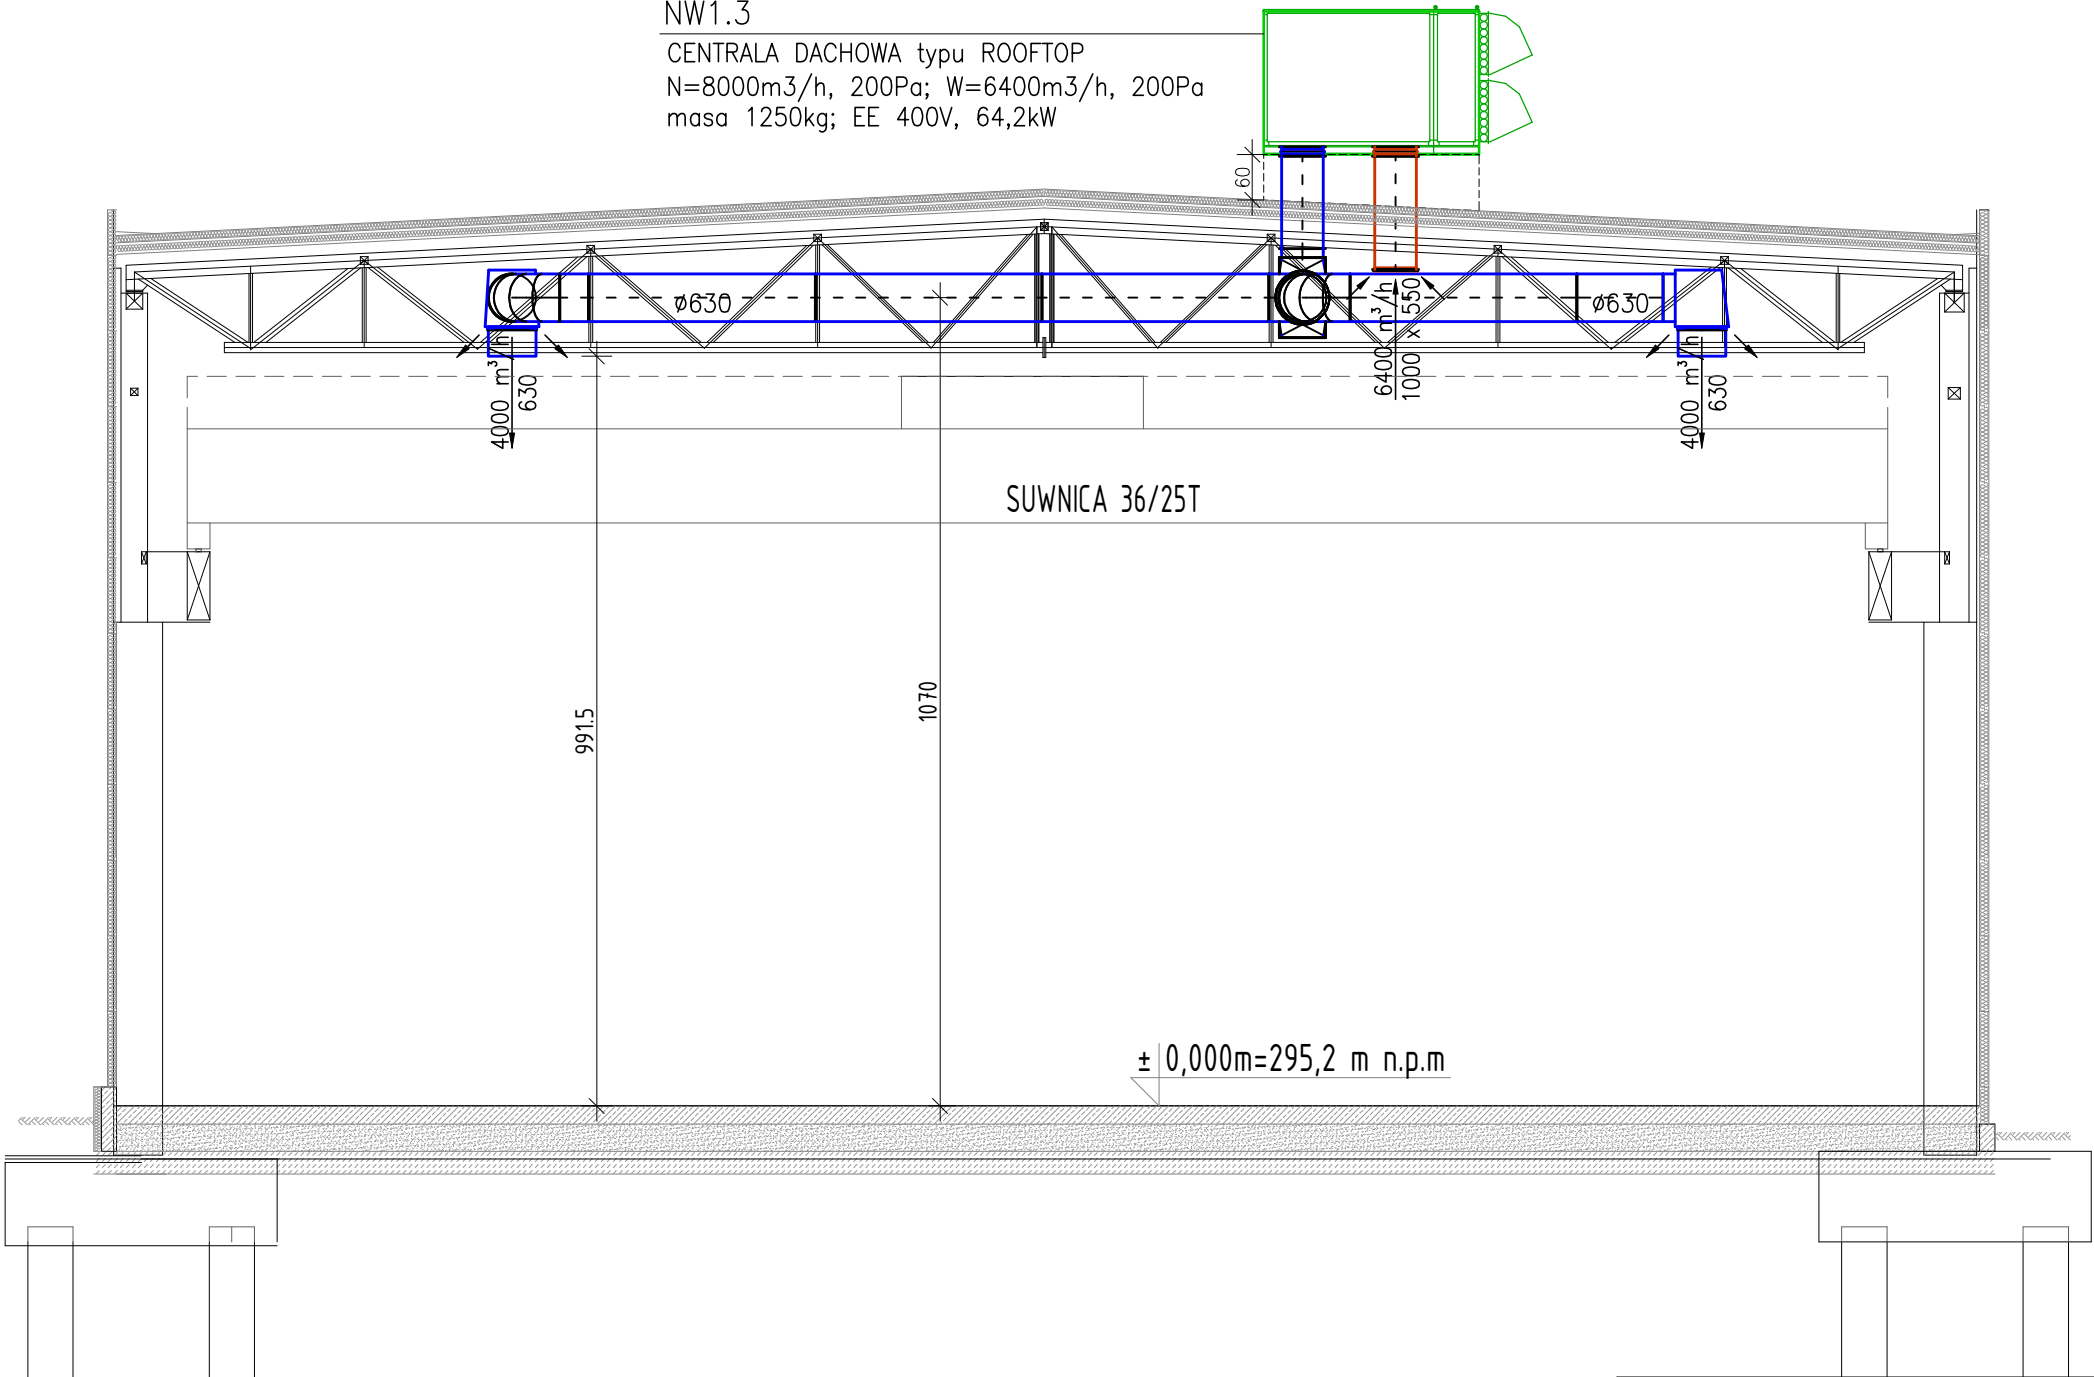 NW1.3
CENTRALA DACHOWA typu ROOFTOP
N=8000m3/h, 200Pa; W=6400m3/h, 200Pa
masa 1250kg; EE 400V, 64,2kW
60
ø630
ø630
4000 m³/h
630
6400 m³/h
1000 x 550
4000 m³/h
630
SUWNICA 36/25T
991.5
1070
± 0,000m=295,2 m n.p.m